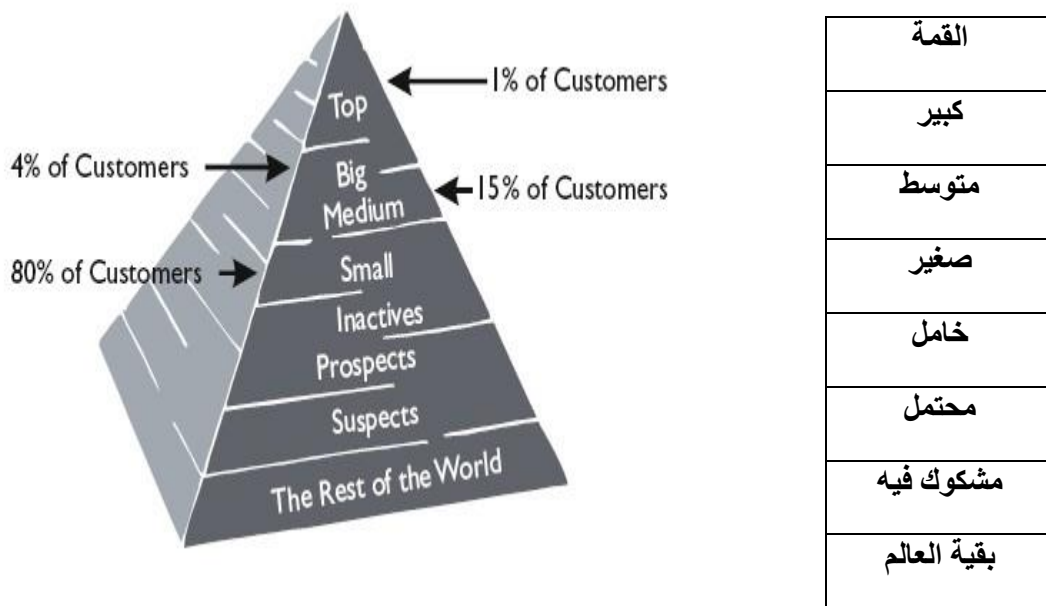 1% of Customers
Top
4% of Customers
Big
15% of Customers
Medium
80% of Customers
Small
Inactives
Prospects
Suspects
The Rest of the World
القمة
كبير
متوسط
صغير
خامل
محتمل
مشكوك فيه
بقية العالم